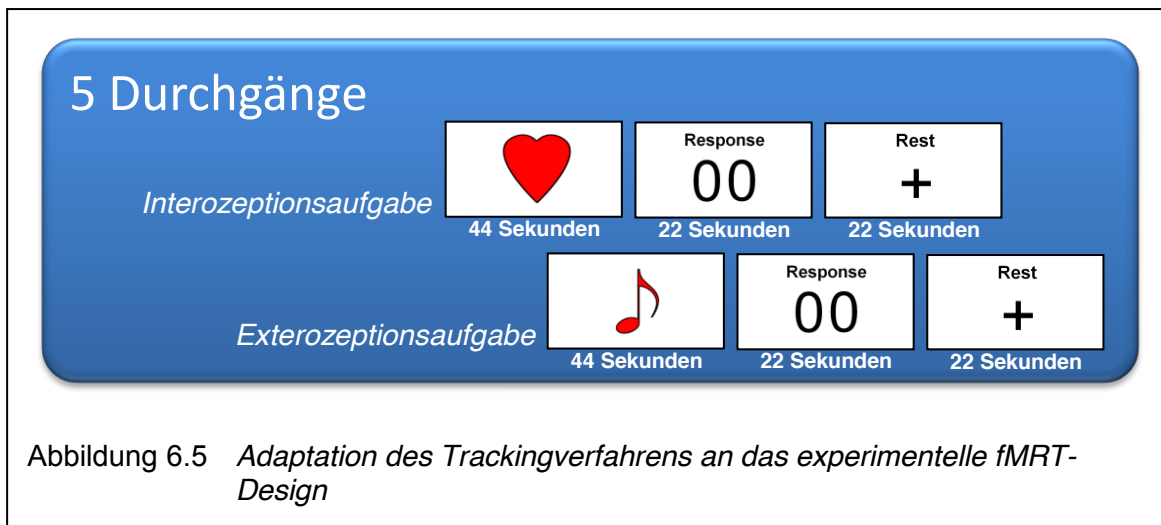 5 Durchgänge
Interozeptionsaufgabe
Response
00
Rest
+
44 Sekunden
22 Sekunden
22 Sekunden
Exterozeptionsaufgabe
Response
00
Rest
+
44 Sekunden
22 Sekunden
22 Sekunden
Abbildung 6.5 Adaptation des Trackingverfahrens an das experimentelle fMRT-
Design